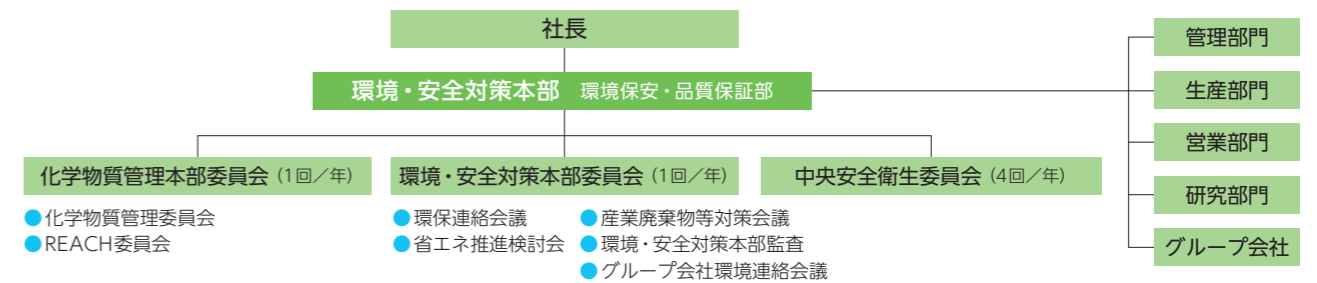 社長
環境・安全対策本部 環境保安・品質保証部
化学物質管理本部委員会（1回／年）
●化学物質管理委員会
●REACH委員会
環境・安全対策本部委員会（1回／年）
●環保連絡会議
●省エネ推進検討会
●産業廃棄物等対策会議
●環境・安全対策本部監査
●グループ会社環境連絡会議
中央安全衛生委員会（4回／年）
管理部門
生産部門
営業部門
研究部門
グループ会社